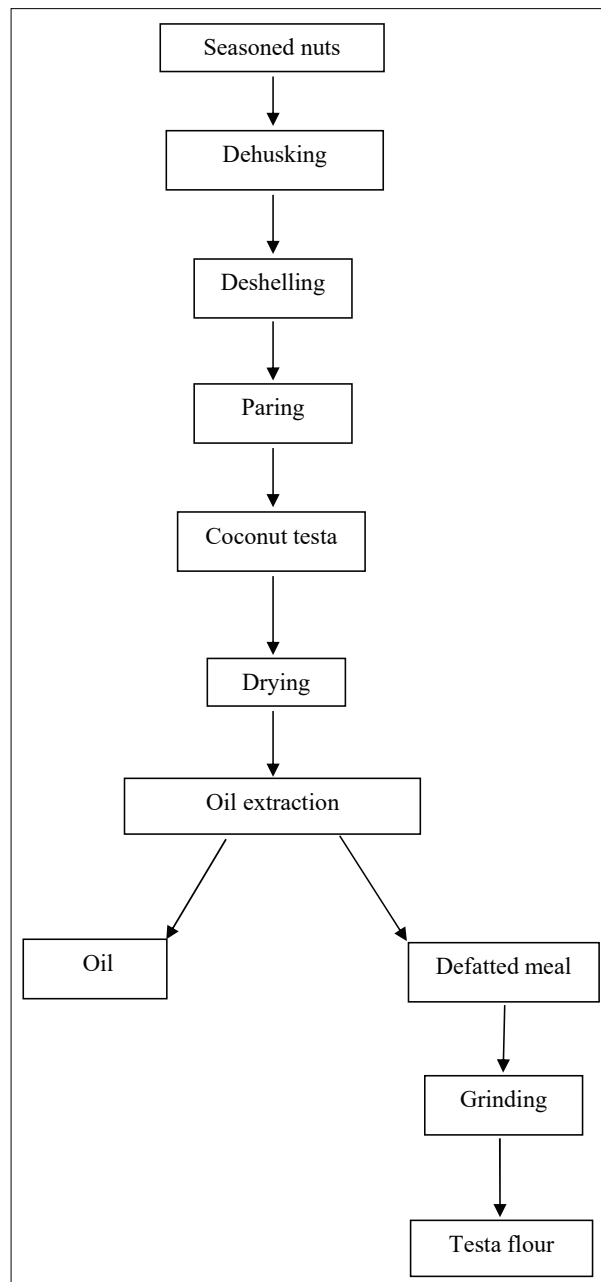 Seasoned nuts
Dehusking
Deshelling
Paring
Coconut testa
Drying
Oil extraction
Oil
Defatted meal
Grinding
Testa flour